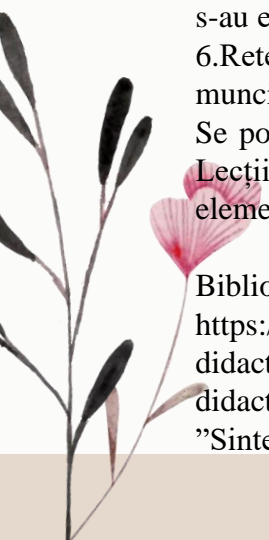 s-au e
6.Rete
munci
Se po
Lecții
eleme
Biblio
https:/
didact
didact
”Sinte